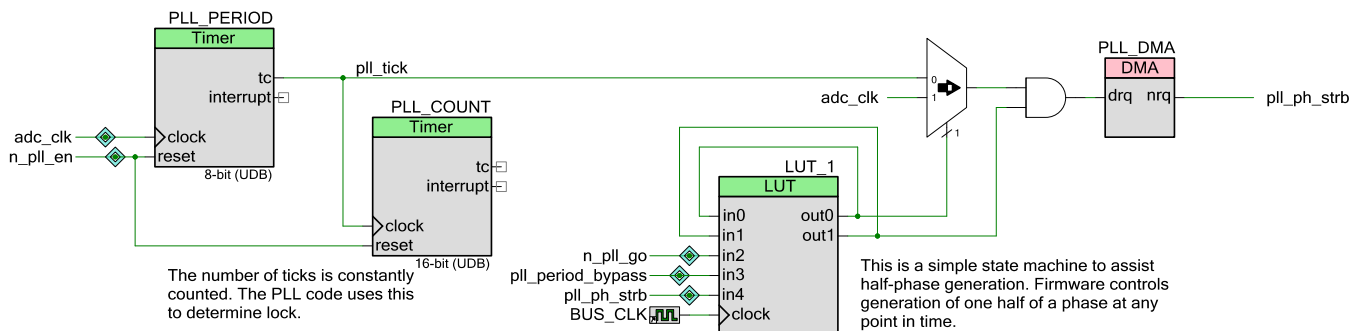 PLL_PERIOD
Timer
tc
interrupt
adc_clk
clock
n_pll_en
reset
8-bit (UDB)
pll_tick
PLL_COUNT
Timer
tc
interrupt
clock
reset
16-bit (UDB)
The number of ticks is constantly
counted. The PLL code uses this
to determine lock.
0
adc_clk
1
1
PLL_DMA
DMA
drq
nrq
pll_ph_strb
LUT_1
LUT
in0
out0
in1
out1
n_pll_go
in2
pll_period_bypass
in3
pll_ph_strb
in4
BUS_CLK
clock
This is a simple state machine to assist
half-phase generation. Firmware controls
generation of one half of a phase at any
point in time.